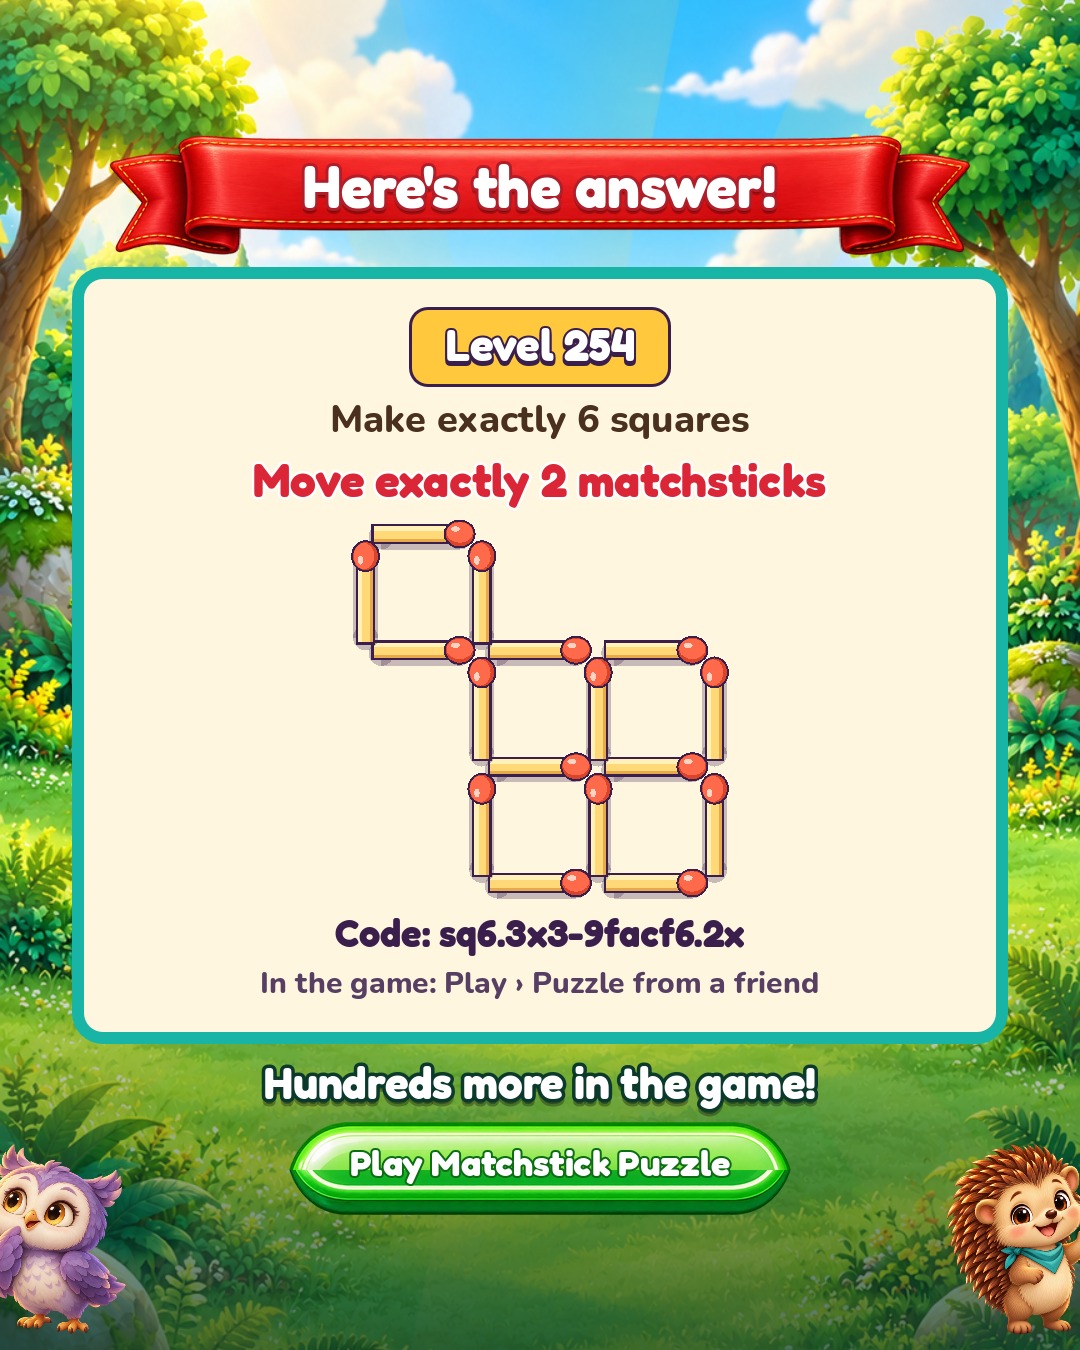 Here's the answer!
Level 254
Make exactly 6 squares
Move exactly 2 matchsticks
Code: sq6.3x3-9facf6.2x
In the game: Play › Puzzle from a friend
Hundreds more in the game!
Play Matchstick Puzzle